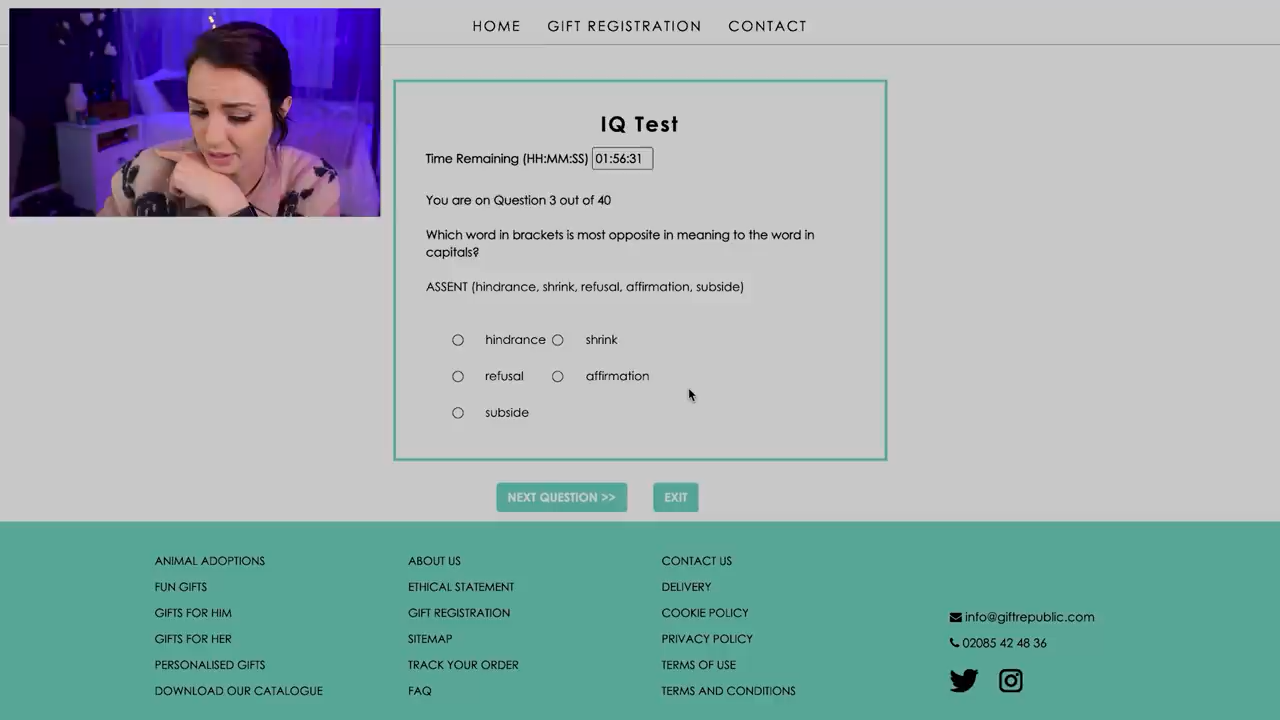 HOME GIFT REGISTRATION CONTACT
IQ Test
Time Remaining (HH:MM:SS) 01:56:31
You are on Question 3 out of 40
Which word in brackets is most opposite in meaning to the word in
capitals?
ASSENT (hindrance, shrink, refusal, affirmation, subside)
hindrance shrink
refusal affirmation
subside
NEXT QUESTION >> EXIT
ANIMAL ADOPTIONS
FUN GIFTS
GIFTS FOR HIM
GIFTS FOR HER
PERSONALISED GIFTS
DOWNLOAD OUR CATALOGUE
ABOUT US
ETHICAL STATEMENT
GIFT REGISTRATION
SITEMAP
TRACK YOUR ORDER
FAQ
CONTACT US
DELIVERY
COOKIE POLICY
PRIVACY POLICY
TERMS OF USE
TERMS AND CONDITIONS
info@giftrepublic.com
02085 42 48 36